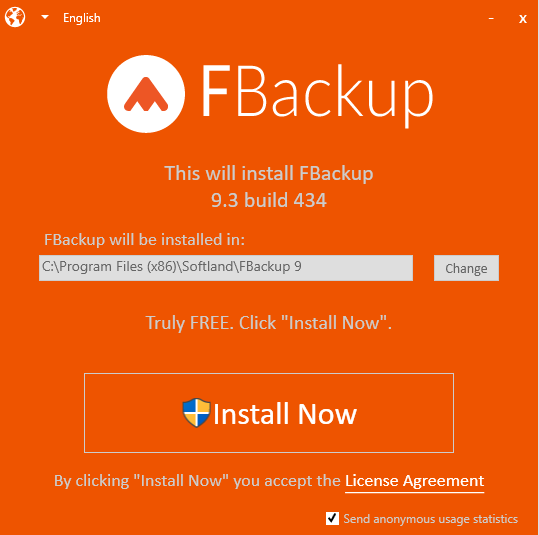 English
- x
FBackup
This will install FBackup
9.3 build 434
FBackup will be installed in:
C:\Program Files (x86)\Softland\FBackup 9
Change
Truly FREE. Click "Install Now".
Install Now
By clicking "Install Now" you accept the License Agreement
Send anonymous usage statistics